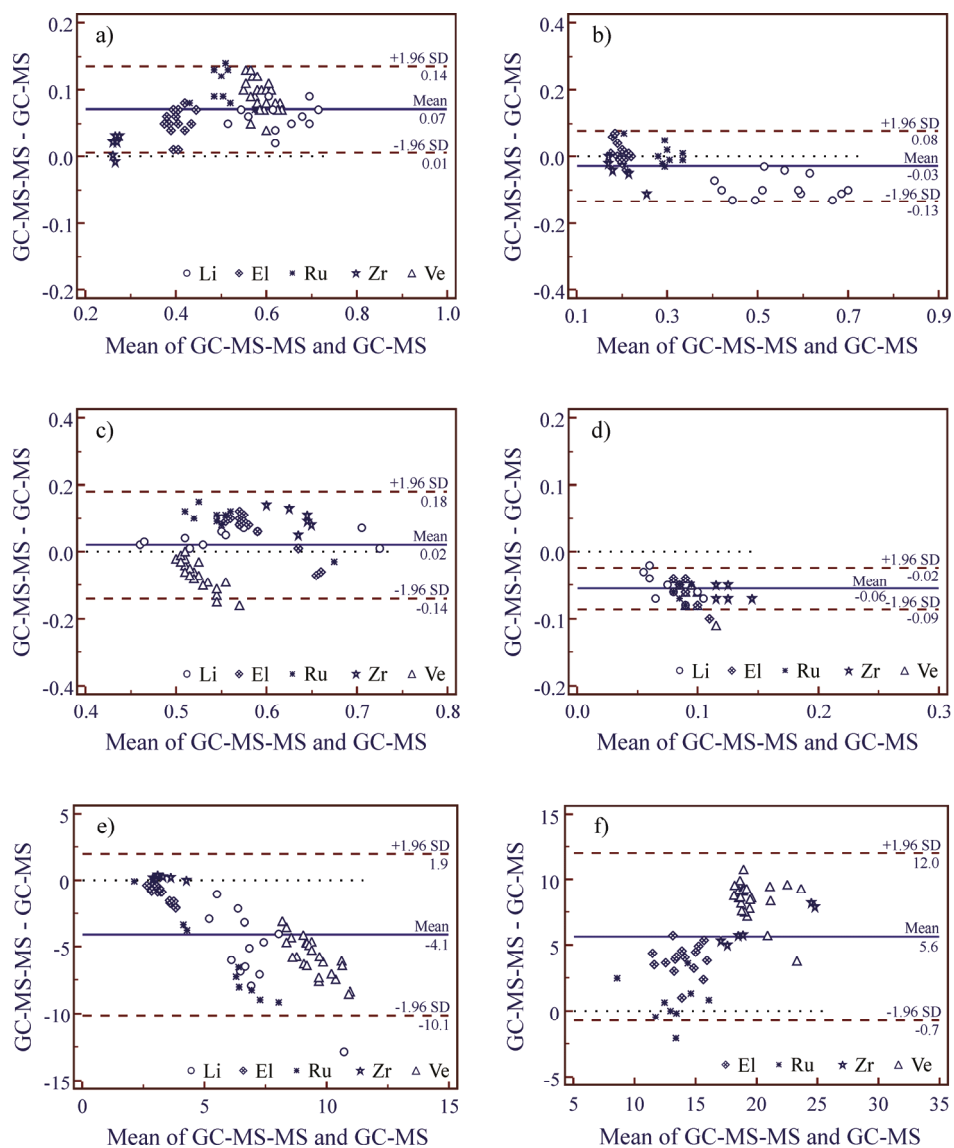 a)
GC-MS-MS - GC-MS
0.2
0.1
0.0
-0.1
-0.2
+1.96 SD
0.14
Mean
0.07
-1.96 SD
0.01
Li El Ru Zr Ve
0.2 0.4 0.6 0.8 1.0
Mean of GC-MS-MS and GC-MS
b)
GC-MS-MS - GC-MS
0.4
0.2
0.0
-0.2
-0.4
+1.96 SD
0.08
Mean
-0.03
-1.96 SD
-0.13
0.1 0.3 0.5 0.7 0.9
Mean of GC-MS-MS and GC-MS
c)
GC-MS-MS - GC-MS
0.4
0.2
0.0
-0.2
-0.4
+1.96 SD
0.18
Mean
0.02
-1.96 SD
-0.14
Li El Ru Zr Ve
0.4 0.5 0.6 0.7 0.8
Mean of GC-MS-MS and GC-MS
d)
GC-MS-MS - GC-MS
0.2
0.1
0.0
-0.1
-0.2
+1.96 SD
-0.02
Mean
-0.06
-1.96 SD
-0.09
Li El Ru Zr Ve
0.0 0.1 0.2 0.3
Mean of GC-MS-MS and GC-MS
e)
GC-MS-MS - GC-MS
5
0
-5
-10
-15
+1.96 SD
1.9
Mean
-4.1
-1.96 SD
-10.1
Li El Ru Zr Ve
0 5 10 15
Mean of GC-MS-MS and GC-MS
f)
GC-MS-MS - GC-MS
15
10
5
0
-5
+1.96 SD
12.0
Mean
5.6
-1.96 SD
-0.7
El Ru Zr Ve
5 10 15 20 25 30 35
Mean of GC-MS-MS and GC-MS